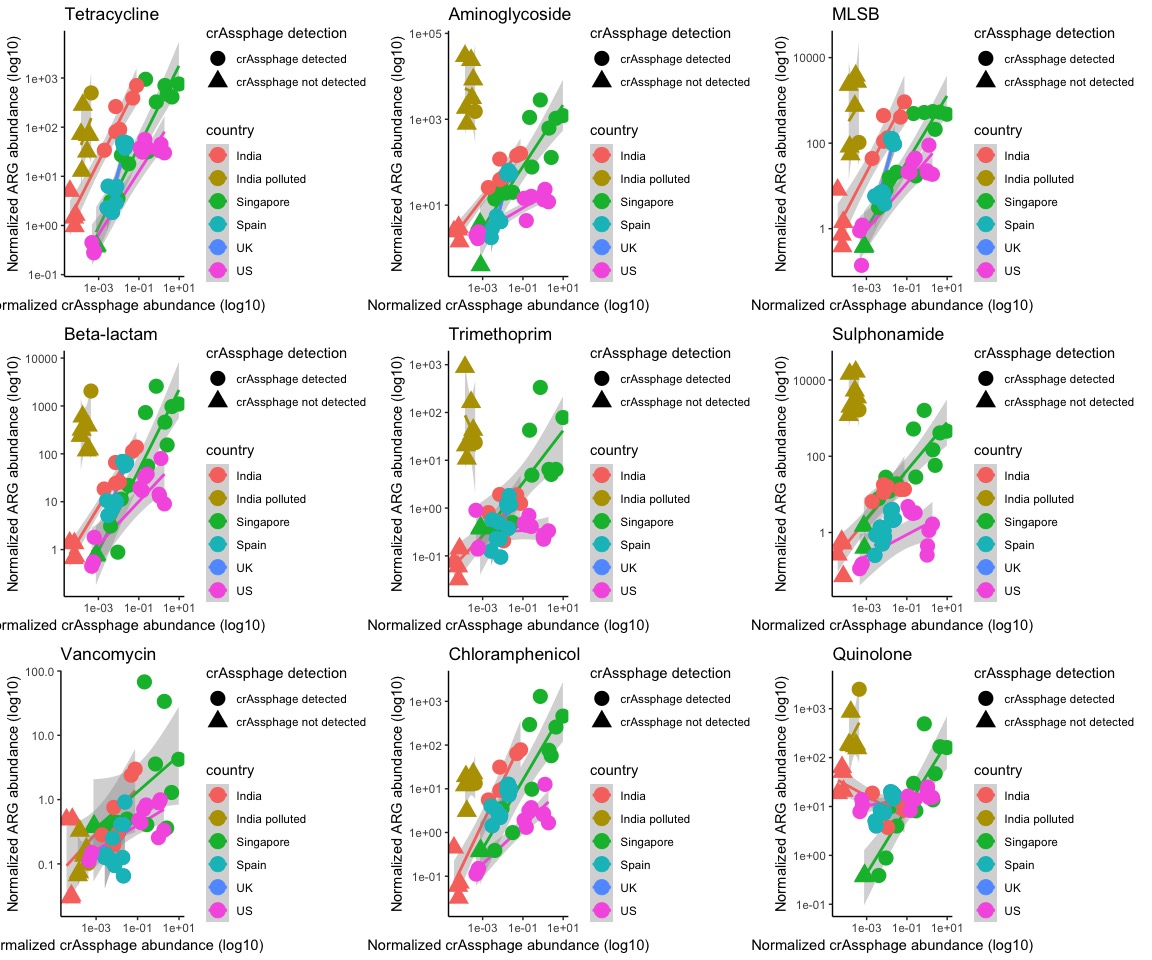 Tetracycline
Normalized ARG abundance (log10)
1e+03
1e+02
1e+01
1e+00
1e-01
1e-03
1e-01
1e+01
ormalized crAssphage abundance (log10)
crAssphage detection
crAssphage detected
crAssphage not detected
country
India
India polluted
Singapore
Spain
UK
US
Aminoglycoside
Normalized ARG abundance (log10)
1e+05
1e+03
1e+01
1e-03
1e-01
1e+01
Normalized crAssphage abundance (log10)
crAssphage detection
crAssphage detected
crAssphage not detected
country
India
India polluted
Singapore
Spain
UK
US
MLSB
Normalized ARG abundance (log10)
10000
100
1
1e-03
1e-01
1e+01
Normalized crAssphage abundance (log10)
crAssphage detection
crAssphage detected
crAssphage not detected
country
India
India polluted
Singapore
Spain
UK
US
Beta-lactam
Normalized ARG abundance (log10)
10000
1000
100
10
1
1e-03
1e-01
1e+01
ormalized crAssphage abundance (log10)
crAssphage detection
crAssphage detected
crAssphage not detected
country
India
India polluted
Singapore
Spain
UK
US
Trimethoprim
Normalized ARG abundance (log10)
1e+03
1e+02
1e+01
1e+00
1e-01
1e-03
1e-01
1e+01
Normalized crAssphage abundance (log10)
crAssphage detection
crAssphage detected
crAssphage not detected
country
India
India polluted
Singapore
Spain
UK
US
Sulphonamide
Normalized ARG abundance (log10)
10000
100
1
1e-03
1e-01
1e+01
Normalized crAssphage abundance (log10)
crAssphage detection
crAssphage detected
crAssphage not detected
country
India
India polluted
Singapore
Spain
UK
US
Vancomycin
Normalized ARG abundance (log10)
100.0
10.0
1.0
0.1
1e-03
1e-01
1e+01
rmalized crAssphage abundance (log10)
crAssphage detection
crAssphage detected
crAssphage not detected
country
India
India polluted
Singapore
Spain
UK
US
Chloramphenicol
Normalized ARG abundance (log10)
1e+03
1e+02
1e+01
1e+00
1e-01
1e-03
1e-01
1e+01
Normalized crAssphage abundance (log10)
crAssphage detection
crAssphage detected
crAssphage not detected
country
India
India polluted
Singapore
Spain
UK
US
Quinolone
Normalized ARG abundance (log10)
1e+03
1e+02
1e+01
1e+00
1e-01
1e-03
1e-01
1e+01
Normalized crAssphage abundance (log10)
crAssphage detection
crAssphage detected
crAssphage not detected
country
India
India polluted
Singapore
Spain
UK
US